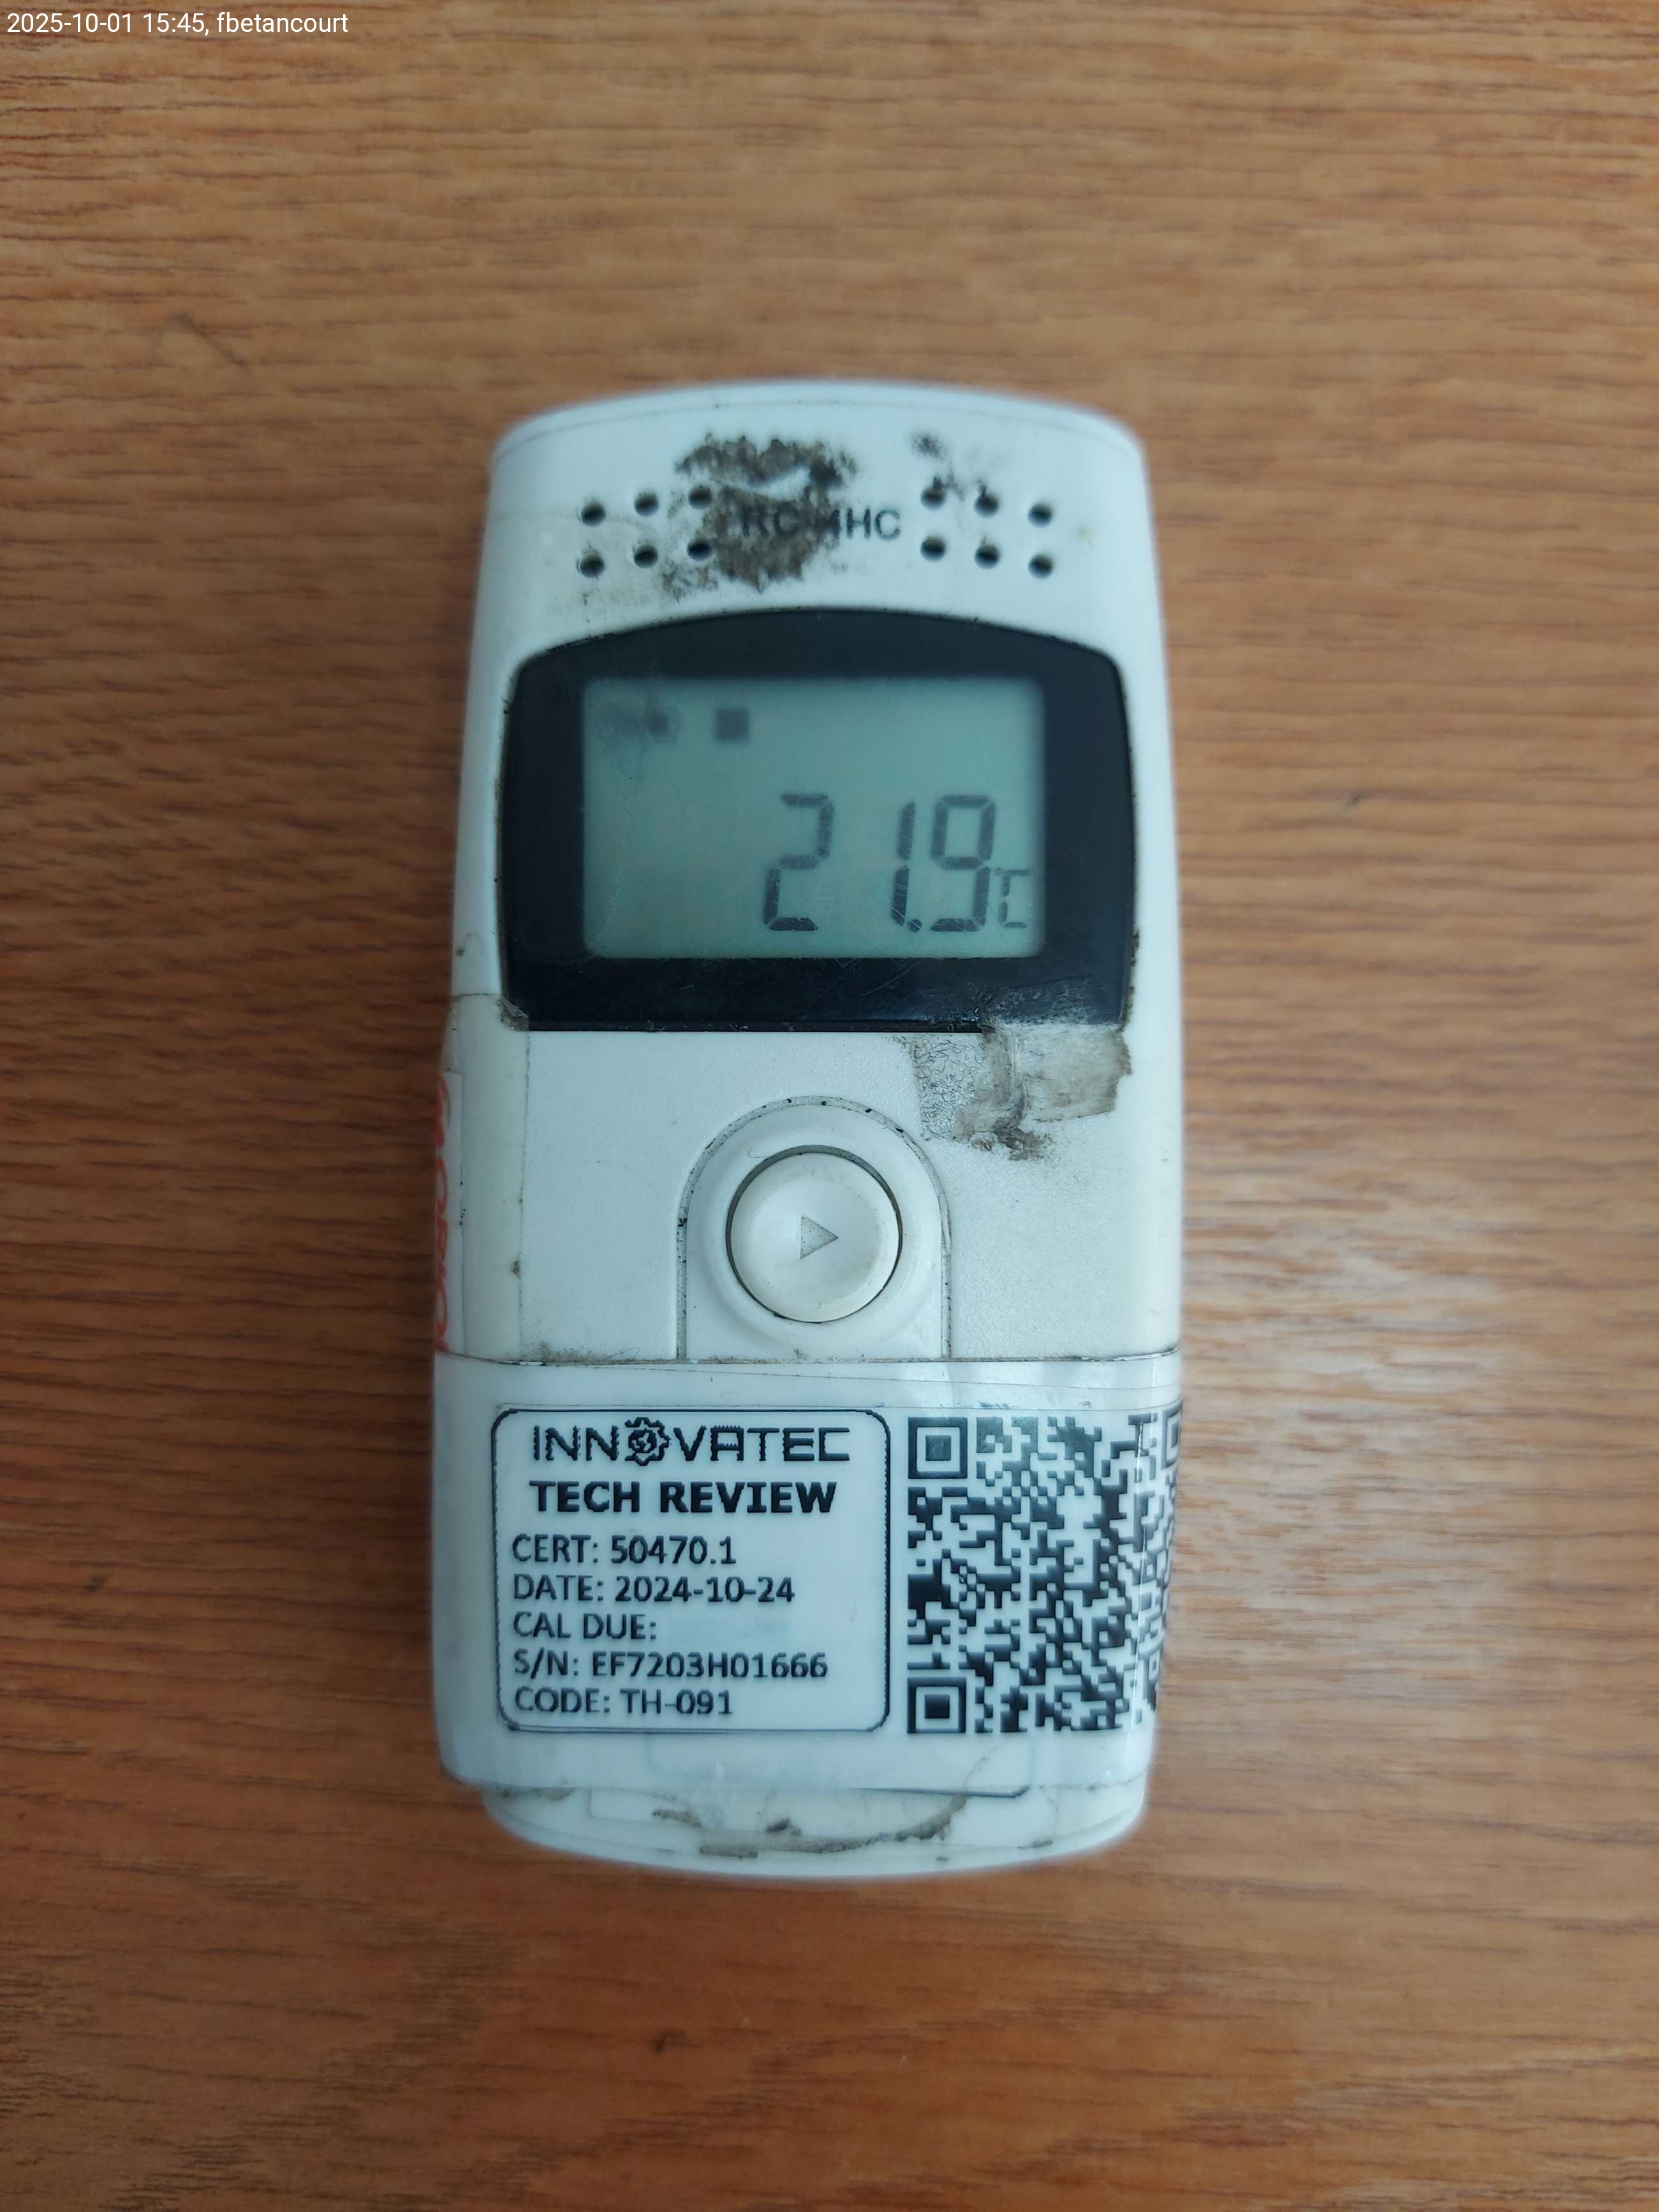 2025-10-01 15:45, fbetancourt
21.9℃
INNOVATEC
TECH REVIEW
CERT: 50470.1
DATE: 2024-10-24
CAL DUE:
S/N: EF7203H01666
CODE: TH-091